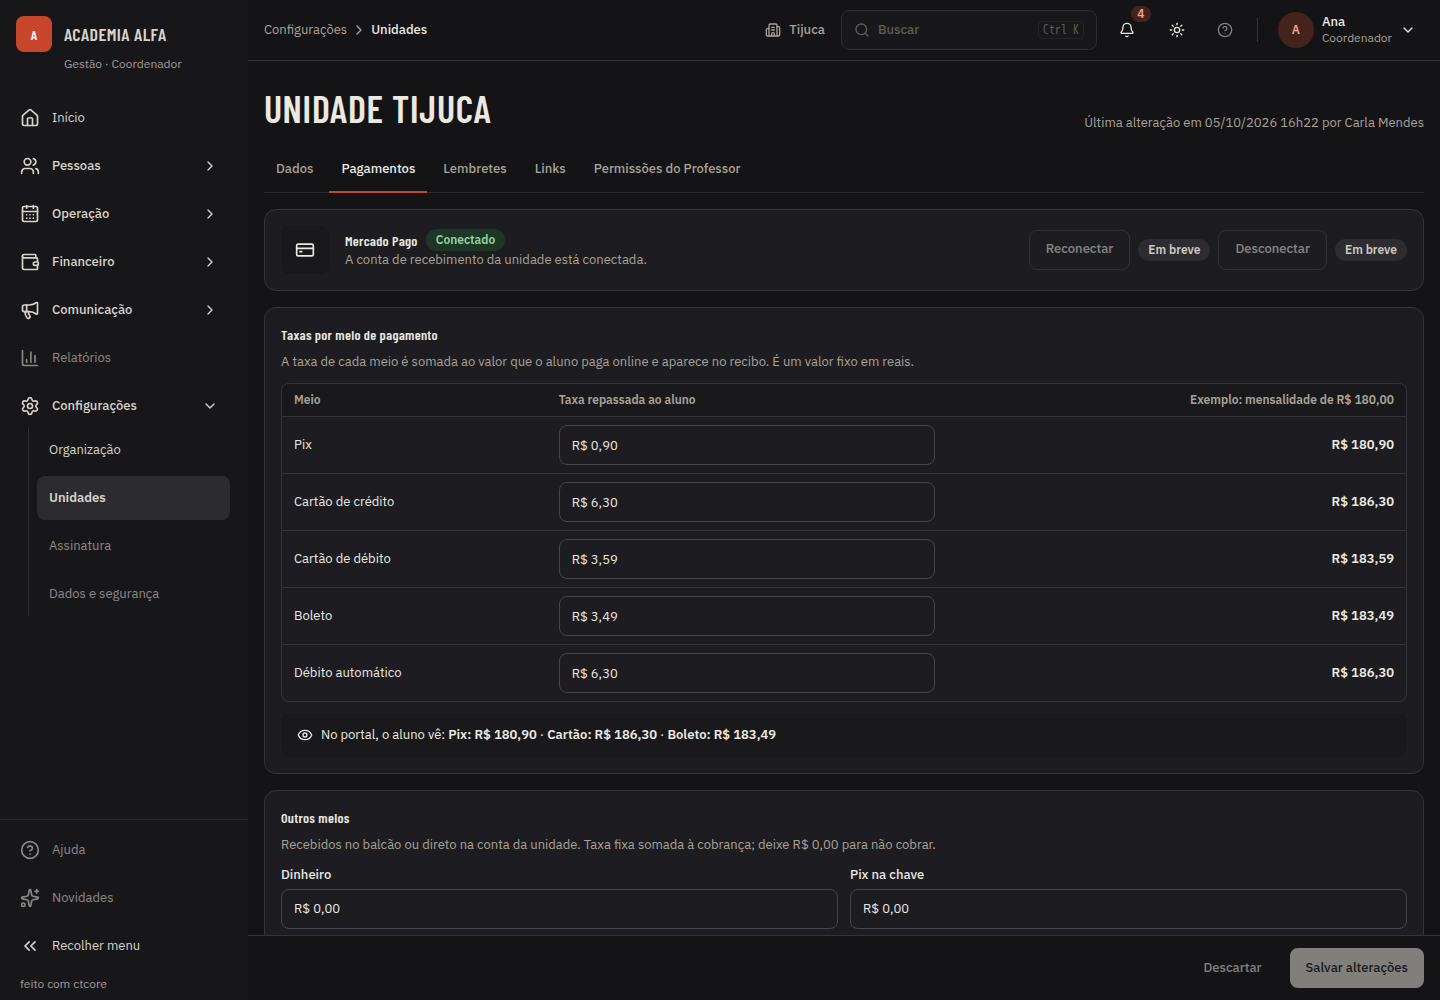 A
ACADEMIA ALFA
Gestão · Coordenador
Início
Pessoas
Operação
Financeiro
Comunicação
Relatórios
Configurações
Organização
Unidades
Assinatura
Dados e segurança
Ajuda
Novidades
Recolher menu
feito com ctcore
Configurações > Unidades
Tijuca
Buscar
Ctrl K
4
A
Ana
Coordenador
UNIDADE TIJUCA
Última alteração em 05/10/2026 16h22 por Carla Mendes
Dados
Pagamentos
Lembretes
Links
Permissões do Professor
Mercado Pago
Conectado
A conta de recebimento da unidade está conectada.
Reconectar
Em breve
Desconectar
Em breve
Taxas por meio de pagamento
A taxa de cada meio é somada ao valor que o aluno paga online e aparece no recibo. É um valor fixo em reais.
Meio
Taxa repassada ao aluno
Exemplo: mensalidade de R$ 180,00
Pix
R$ 0,90
R$ 180,90
Cartão de crédito
R$ 6,30
R$ 186,30
Cartão de débito
R$ 3,59
R$ 183,59
Boleto
R$ 3,49
R$ 183,49
Débito automático
R$ 6,30
R$ 186,30
No portal, o aluno vê: Pix: R$ 180,90 · Cartão: R$ 186,30 · Boleto: R$ 183,49
Outros meios
Recebidos no balcão ou direto na conta da unidade. Taxa fixa somada à cobrança; deixe R$ 0,00 para não cobrar.
Dinheiro
Pix na chave
R$ 0,00
R$ 0,00
Descartar
Salvar alterações